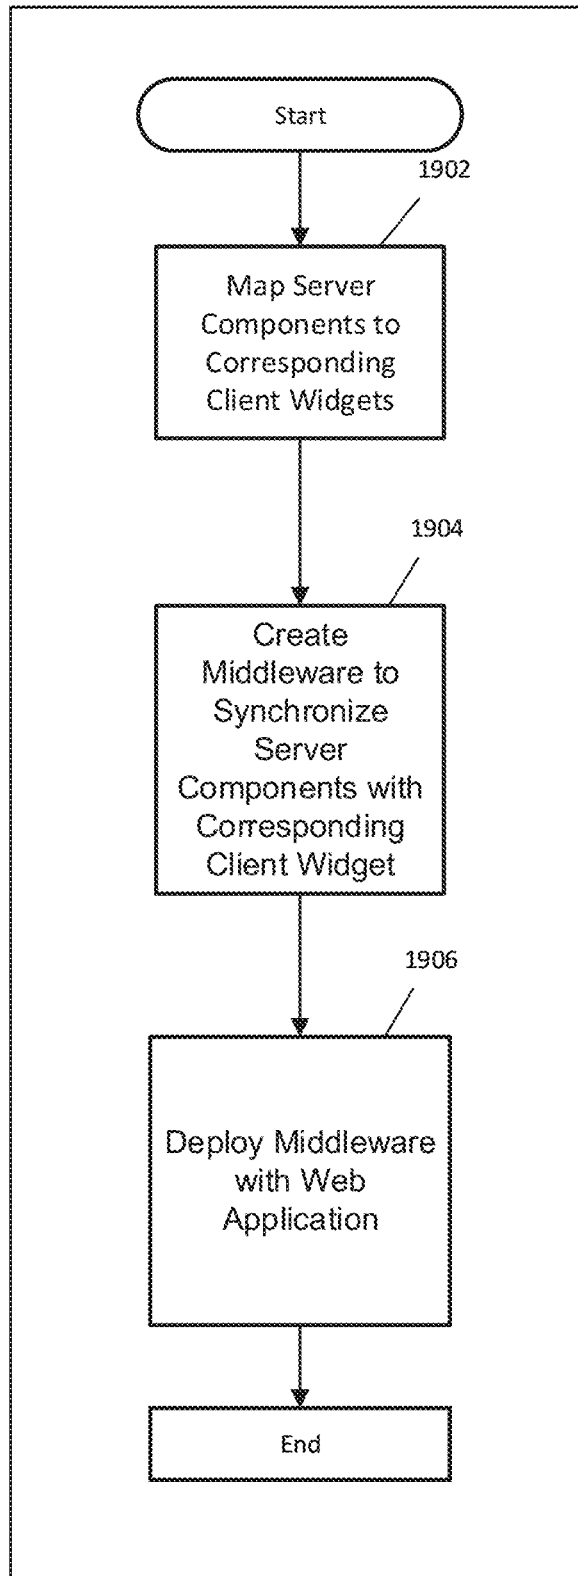 Start
1902
Map Server
Components to
Corresponding
Client Widgets
1904
Create
Middleware to
Synchronize
Server
Components with
Corresponding
Client Widget
1906
Deploy Middleware
with Web
Application
End